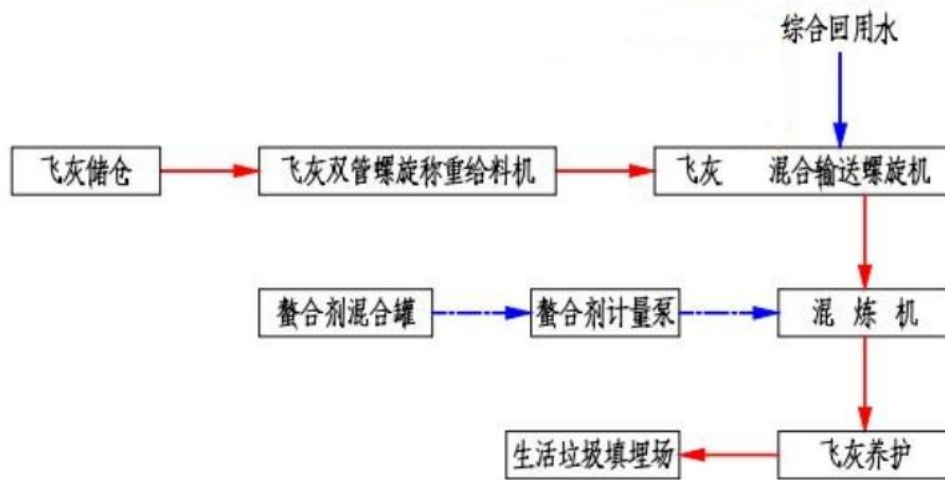 综合回用水
飞灰储仓
飞灰双管螺旋称重给料机
飞灰 混合输送螺旋机
螯合剂混合罐
螯合剂计量泵
混 炼 机
生活垃圾填埋场
飞灰养护